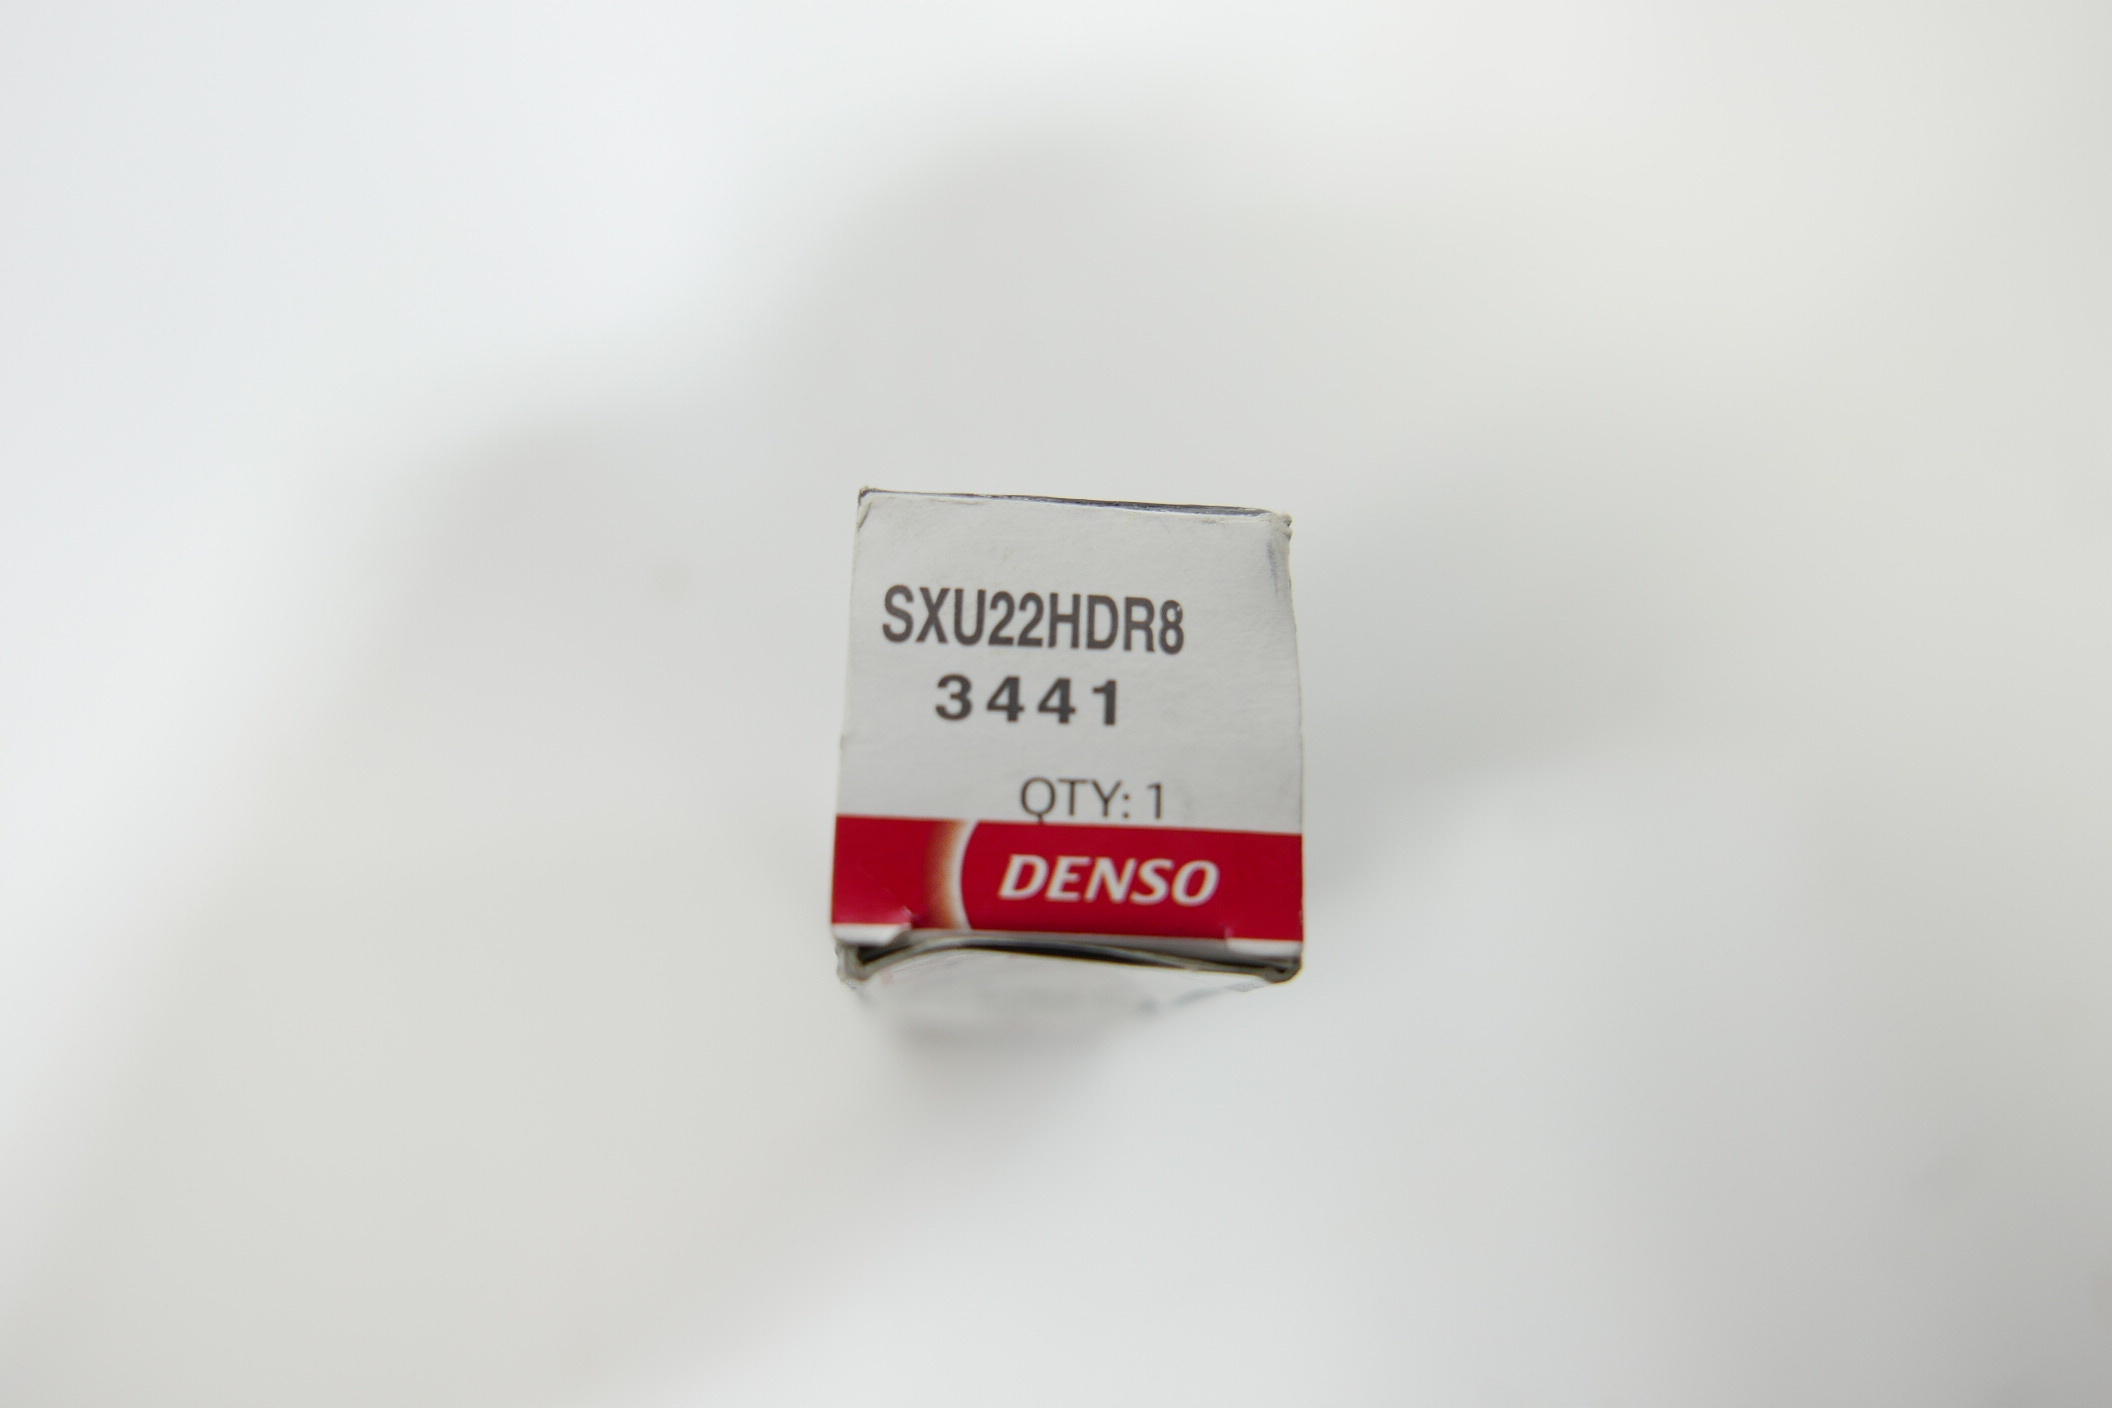 SXU22HDR8
3441
QTY: 1
DENSO